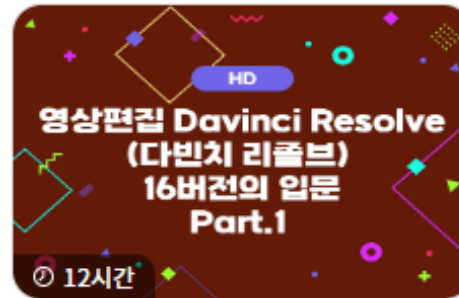 HD
영상편집 Davinci Resolve
(다빈치 리졸브)
16버전의 입문
Part.1
12시간